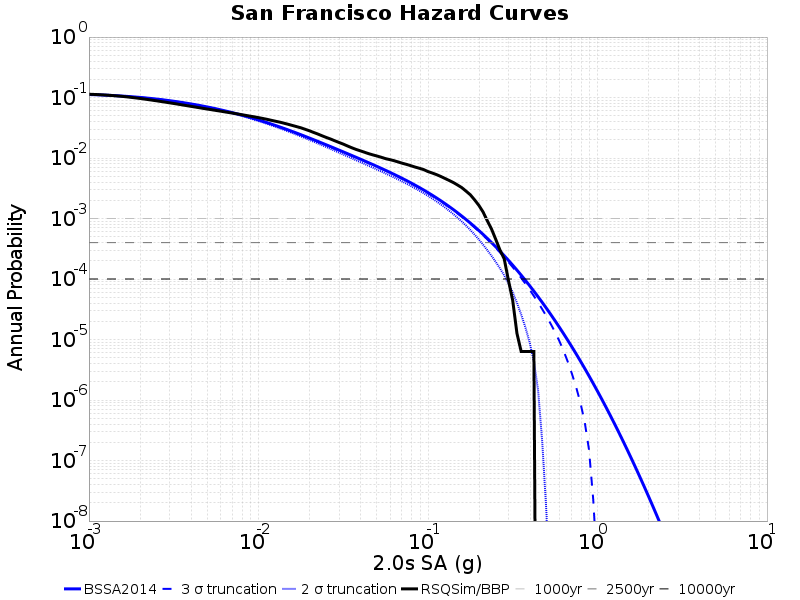 San Francisco Hazard Curves
10^0
10^-1
10^-2
10^-3
10^-4
10^-5
10^-6
10^-7
10^-8
Annual Probability
10^-3 10^-2 10^-1 10^0 10^1
2.0s SA (g)
BSSA2014 3 σ truncation 2 σ truncation RSQSim/BBP 1000yr 2500yr 10000yr